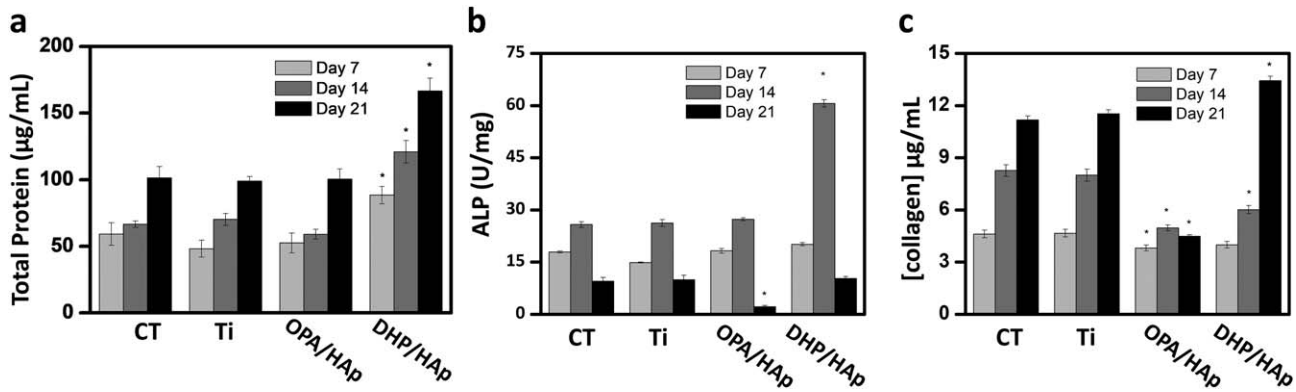 a
Total Protein (µg/mL)
200
150
100
50
0
Day 7
Day 14
Day 21
*
*
*
CT
Ti
OPA/HAp
DHP/HAp
b
ALP (U/mg)
75
60
45
30
15
0
Day 7
Day 14
Day 21
*
*
CT
Ti
OPA/HAp
DHP/HAp
c
[collagen] µg/mL
15
12
9
6
3
0
Day 7
Day 14
Day 21
*
*
*
*
*
CT
Ti
OPA/HAp
DHP/HAp